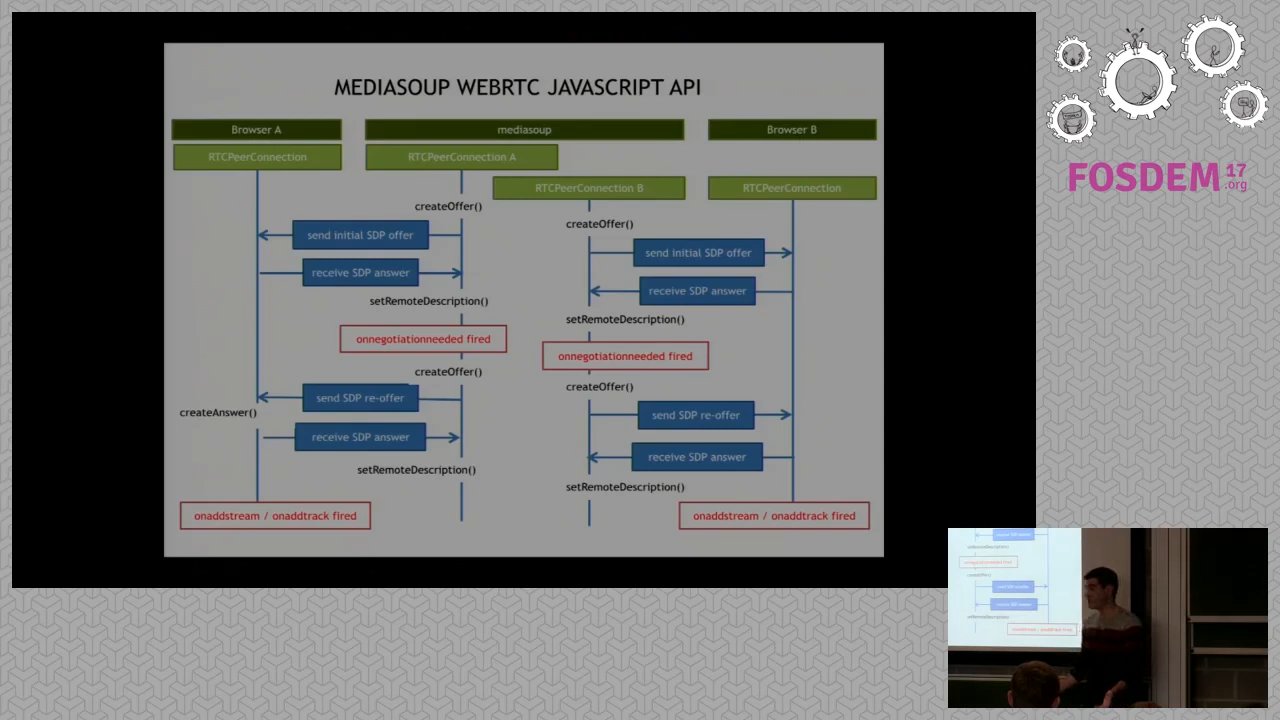 MEDIASOUP WEBRTC JAVASCRIPT API
Browser A
mediasoup
Browser B
RTCPeerConnection
RTCPeerConnection A
RTCPeerConnection B
RTCPeerConnection
createOffer()
createOffer()
send initial SDP offer
send initial SDP offer
receive SDP answer
receive SDP answer
setRemoteDescription()
setRemoteDescription()
onnegotiationneeded fired
onnegotiationneeded fired
createOffer()
createOffer()
send SDP re-offer
send SDP re-offer
createAnswer()
receive SDP answer
receive SDP answer
setRemoteDescription()
setRemoteDescription()
onaddstream / onaddtrack fired
onaddstream / onaddtrack fired
FOSDEM 17
.org